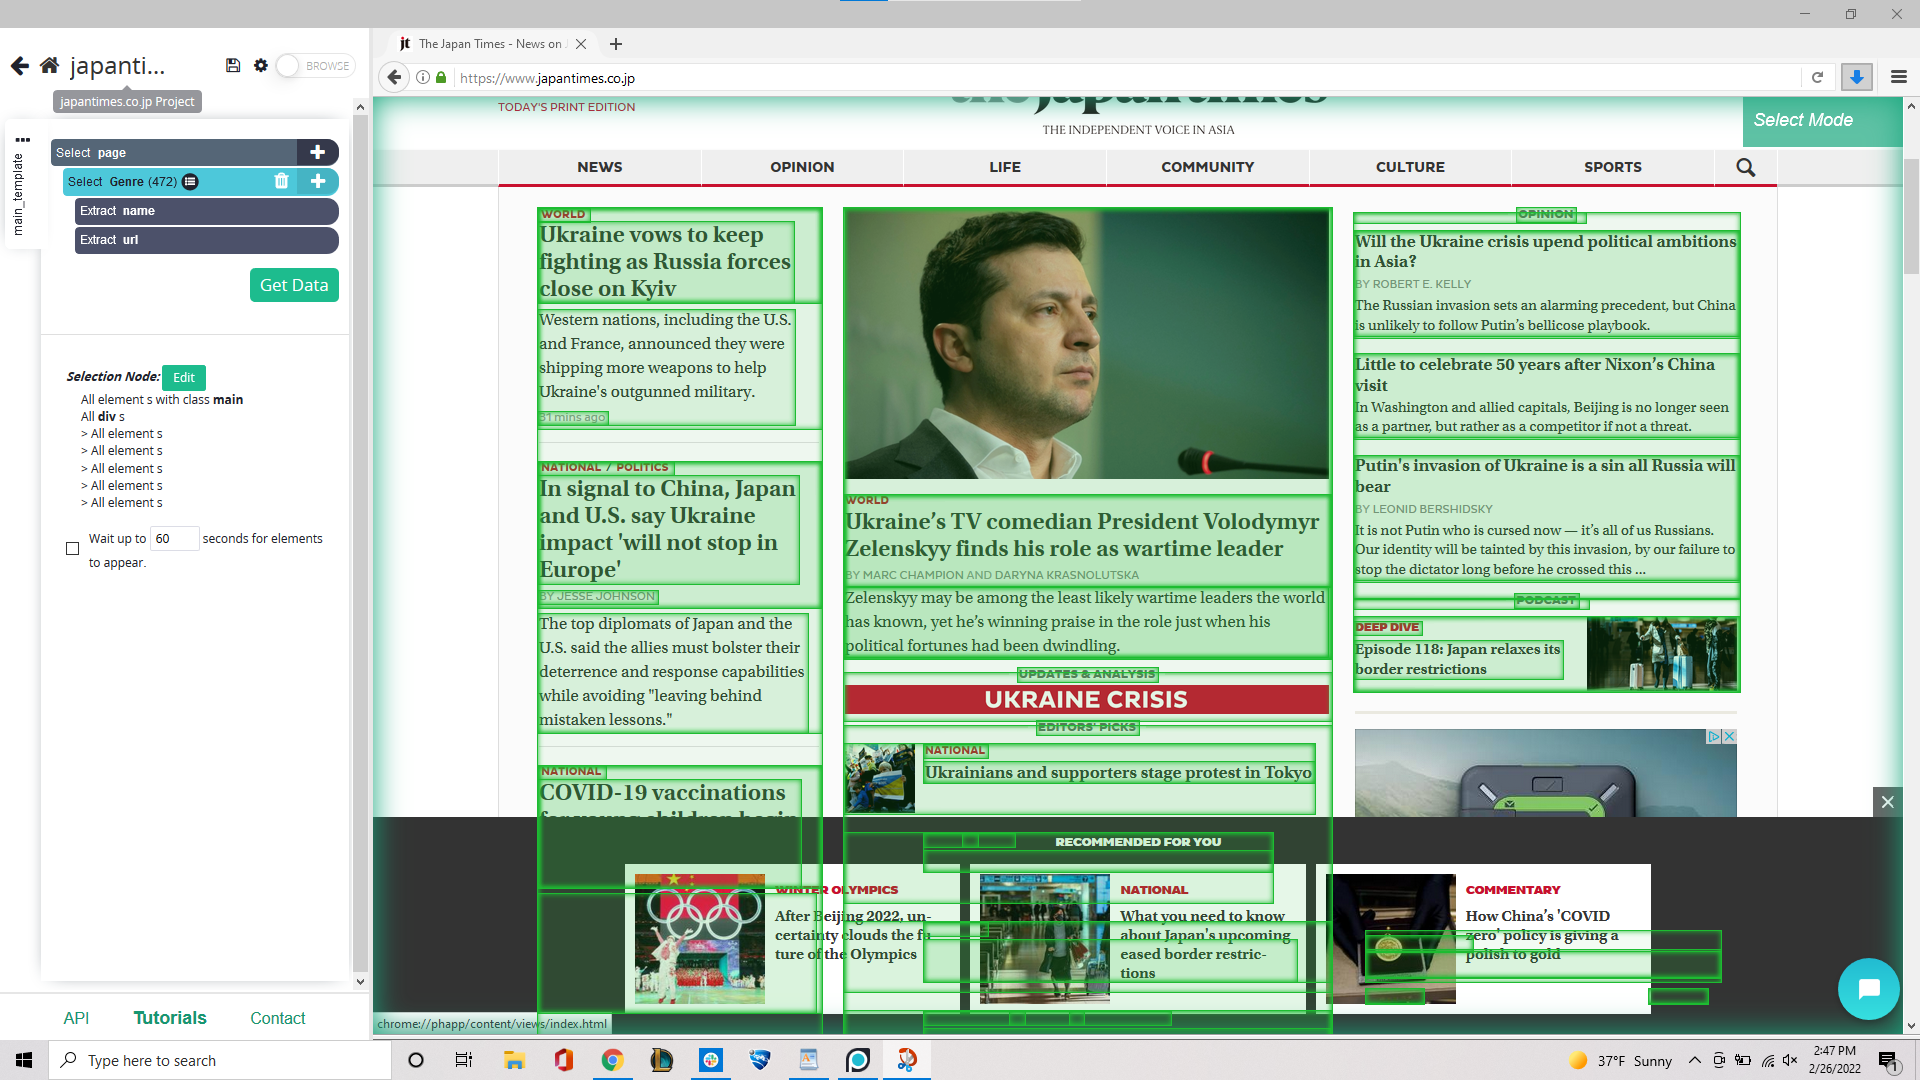 japanti...
BROWSE
japantimes.co.jp Project
main_template
Select page
Select Genre (472)
Extract name
Extract url
Get Data
Selection Node: Edit
All element s with class main
All div s
> All element s
> All element s
> All element s
> All element s
> All element s
Wait up to 60 seconds for elements
to appear.
API
Tutorials
Contact
The Japan Times - News on
https://www.japantimes.co.jp
TODAY'S PRINT EDITION
the japan times
THE INDEPENDENT VOICE IN ASIA
Select Mode
NEWS
OPINION
LIFE
COMMUNITY
CULTURE
SPORTS
WORLD
Ukraine vows to keep
fighting as Russia forces
close on Kyiv
Western nations, including the U.S.
and France, announced they were
shipping more weapons to help
Ukraine's outgunned military.
31 mins ago
NATIONAL / POLITICS
In signal to China, Japan
and U.S. say Ukraine
impact 'will not stop in
Europe'
BY JESSE JOHNSON
The top diplomats of Japan and the
U.S. said the allies must bolster their
deterrence and response capabilities
while avoiding "leaving behind
mistaken lessons."
NATIONAL
COVID-19 vaccinations
for young children begin
WORLD
Ukraine’s TV comedian President Volodymyr
Zelenskyy finds his role as wartime leader
BY MARC CHAMPION AND DARYNA KRASNOLUTSKA
Zelenskyy may be among the least likely wartime leaders the world
has known, yet he’s winning praise in the role just when his
political fortunes had been dwindling.
UPDATES & ANALYSIS
UKRAINE CRISIS
EDITORS' PICKS
NATIONAL
Ukrainians and supporters stage protest in Tokyo
OPINION
Will the Ukraine crisis upend political ambitions
in Asia?
BY ROBERT E. KELLY
The Russian invasion sets an alarming precedent, but China
is unlikely to follow Putin’s bellicose playbook.
Little to celebrate 50 years after Nixon’s China
visit
In Washington and allied capitals, Beijing is no longer seen
as a partner, but rather as a competitor if not a threat.
Putin's invasion of Ukraine is a sin all Russia will
bear
BY LEONID BERSHIDSKY
It is not Putin who is cursed now — it’s all of us Russians.
Our identity will be tainted by this invasion, by our failure to
stop the dictator long before he crossed this ...
PODCAST
DEEP DIVE
Episode 118: Japan relaxes its
border restrictions
RECOMMENDED FOR YOU
WINTER OLYMPICS
After Beijing 2022, un-
certainty clouds the fu-
ture of the Olympics
NATIONAL
What you need to know
about Japan's upcoming
eased border restric-
tions
COMMENTARY
How China’s 'COVID
zero' policy is giving a
polish to gold
chrome://phapp/content/views/index.html
Type here to search
37°F Sunny
2:47 PM
2/26/2022
1